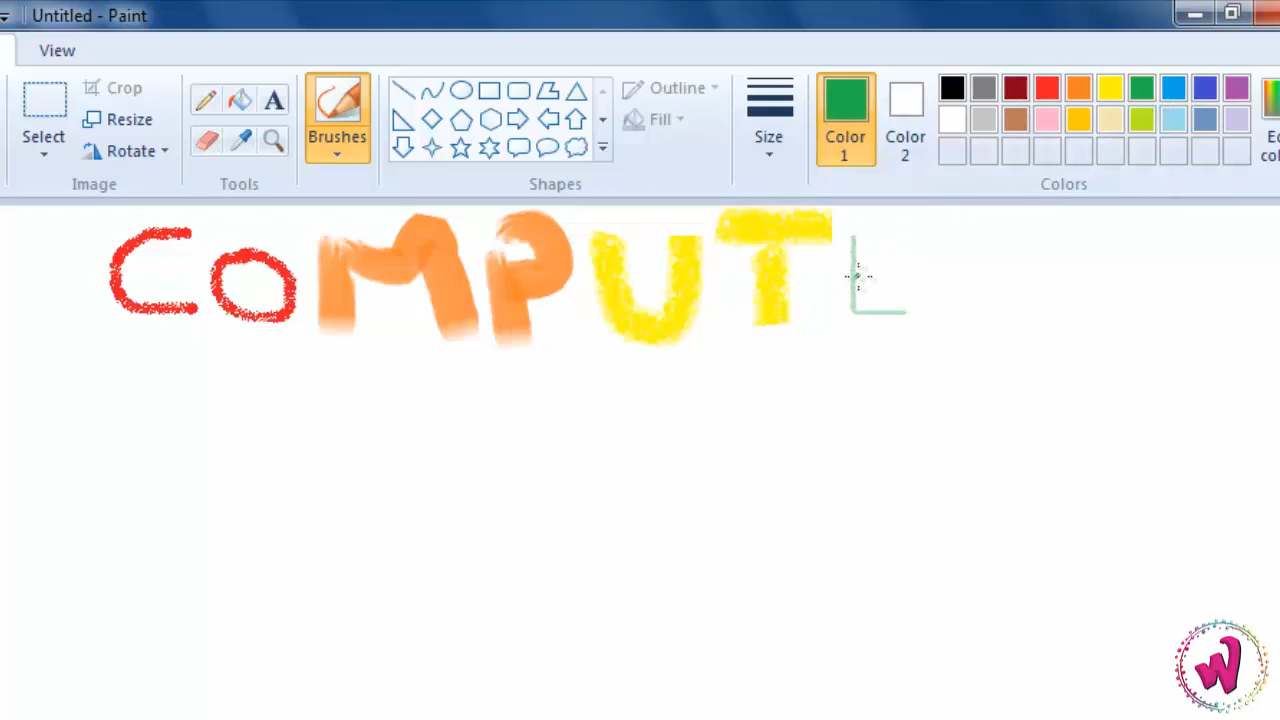 Untitled - Paint
View
Crop
Outline
Select
Resize
Fill
Brushes
Size
Color 1
Color 2
Rotate
Image
Tools
Shapes
Colors
COMPUTL
W